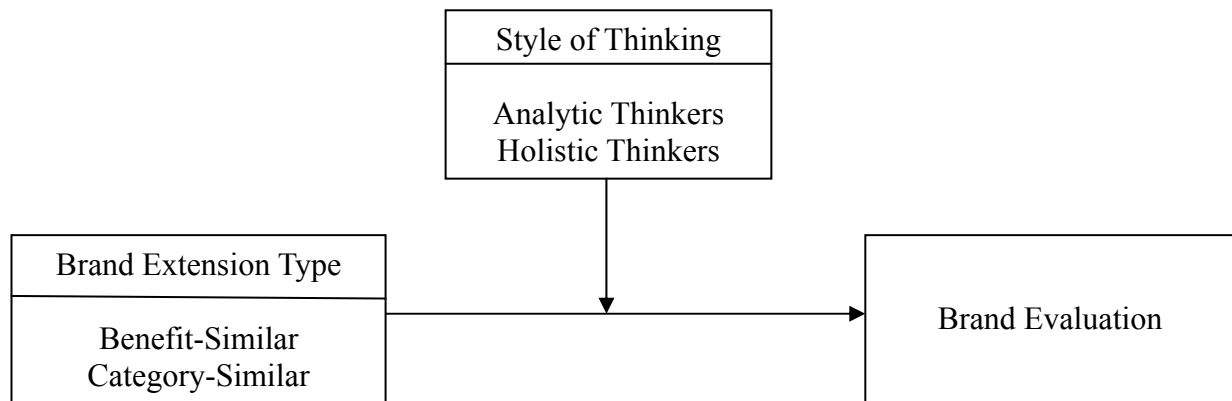 Style of Thinking
Analytic Thinkers
Holistic Thinkers
Brand Extension Type
Benefit-Similar
Category-Similar
Brand Evaluation